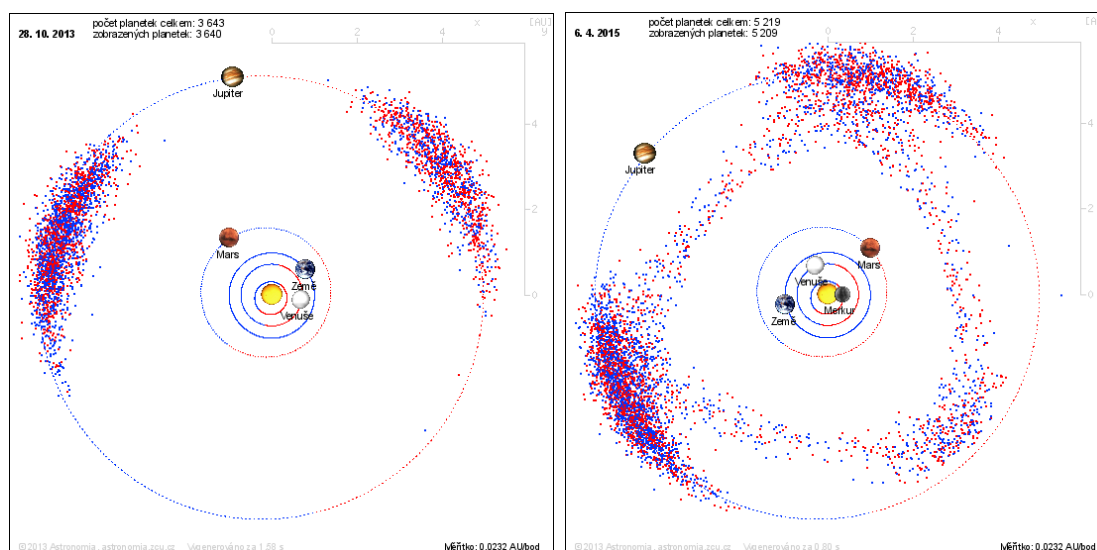 počet planetek celkem: 3 643
28. 10. 2013
zobrazených planetek: 3 640
x
[AU]
0
2
4
9
Jupiter
4
2
Mars
Země
0
Venuše
©2013 Astronomia, astronomia.zcu.cz Vygenerováno za 1.58 s
Měřítko: 0.0232 AU/bod
počet planetek celkem: 5 219
6. 4. 2015
zobrazených planetek: 5 209
x
[A
0
2
4
Jupiter
4
2
Mars
Venuše
Merkur
Země
0
©2013 Astronomia, astronomia.zcu.cz Vygenerováno za 0.80 s
Měřítko: 0.0232 AU/bod